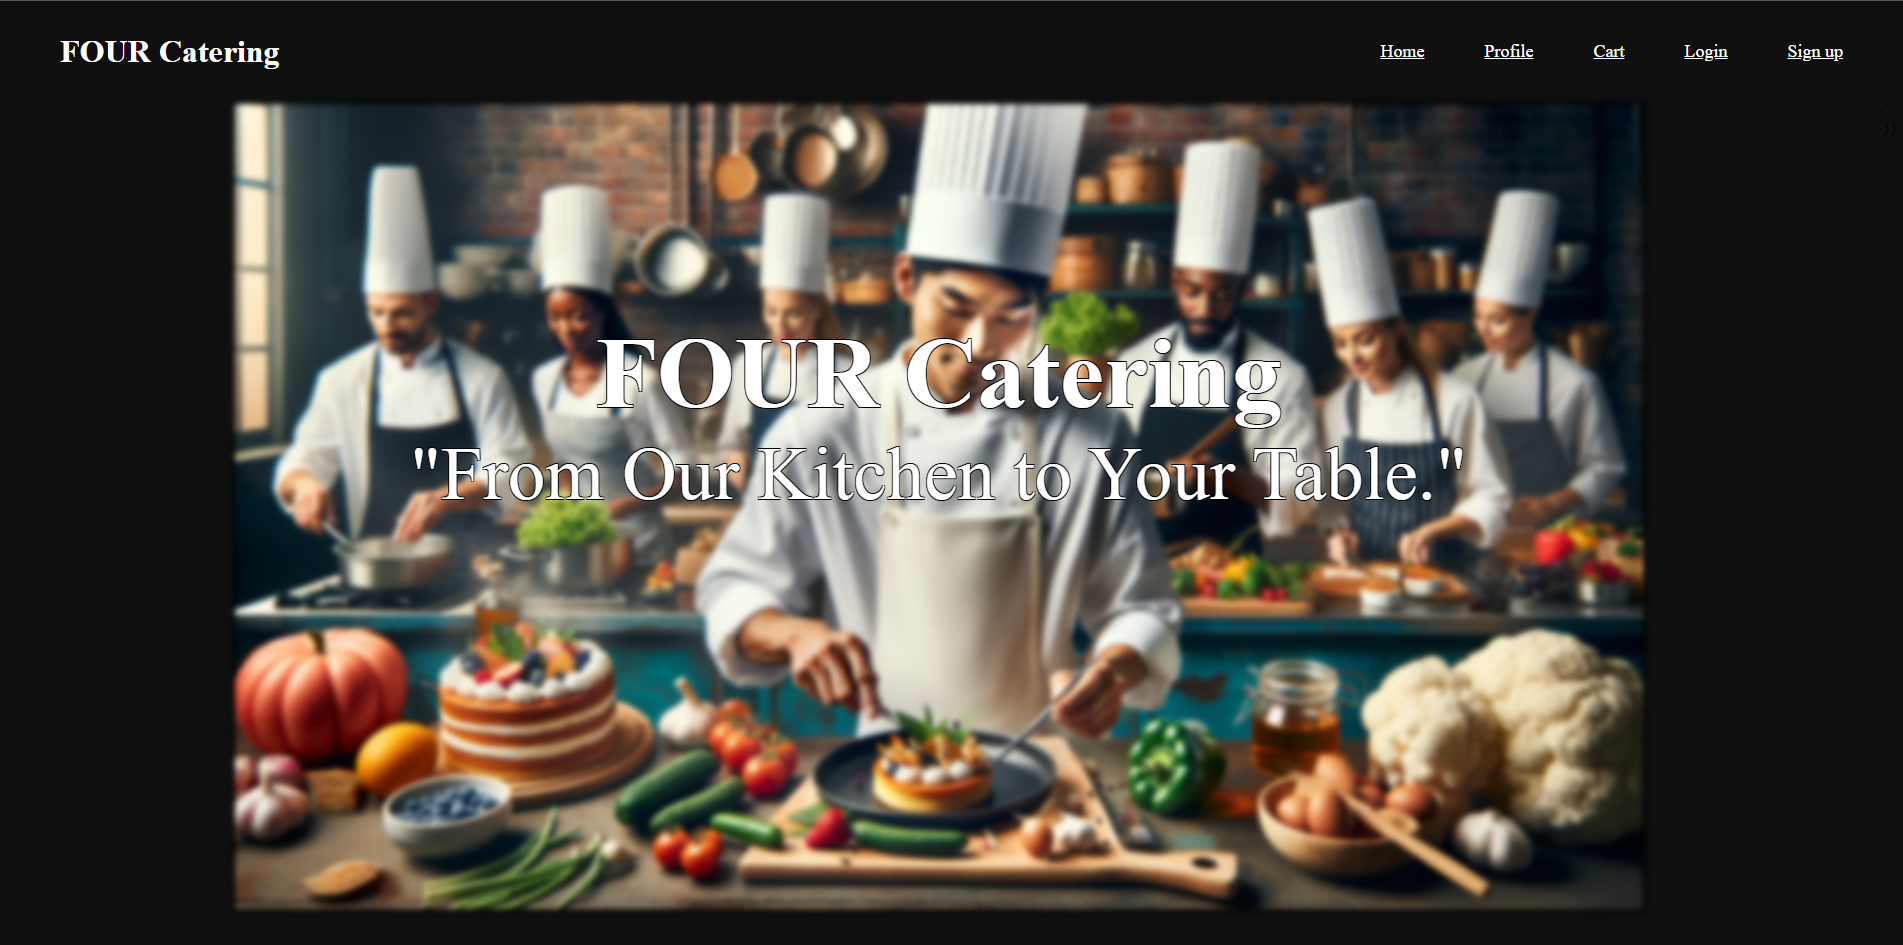 FOUR Catering
Home Profile Cart Login Sign up
FOUR Catering
"From Our Kitchen to Your Table."